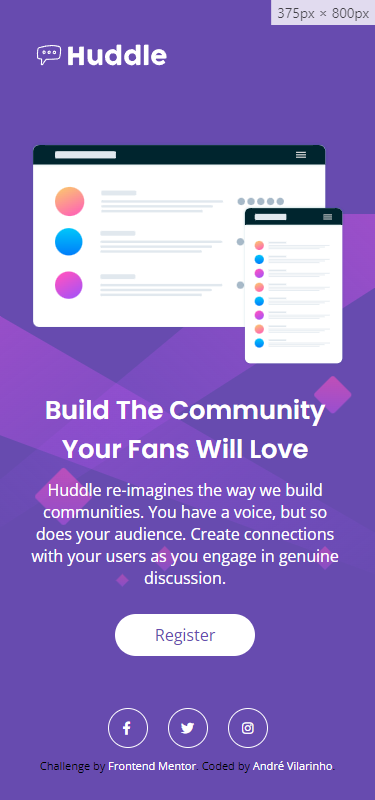 375px × 800px
Huddle
Build The Community
Your Fans Will Love
Huddle re-imagines the way we build
communities. You have a voice, but so
does your audience. Create connections
with your users as you engage in genuine
discussion.
Register
Challenge by Frontend Mentor. Coded by André Vilarinho